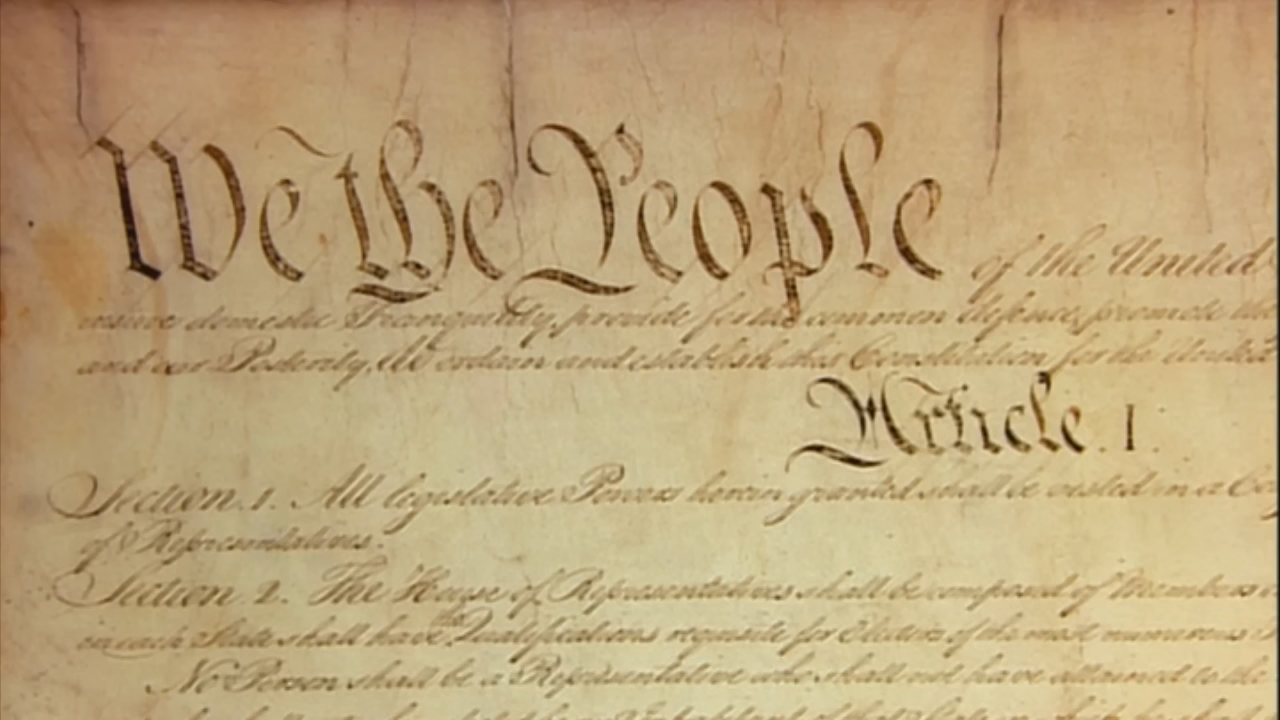 We the People of the United
insure domestic Tranquility, provide for the common defence, promote the
and our Posterity, do ordain and establish this Constitution for the United
Article. I.
Section. 1. All legislative Powers herein granted shall be vested in a Co
of Representatives.
Section. 2. The House of Representatives shall be composed of Members
in each State shall have the Qualifications requisite for Electors of the most numerous
No Person shall be a Representative who shall not have attained to the